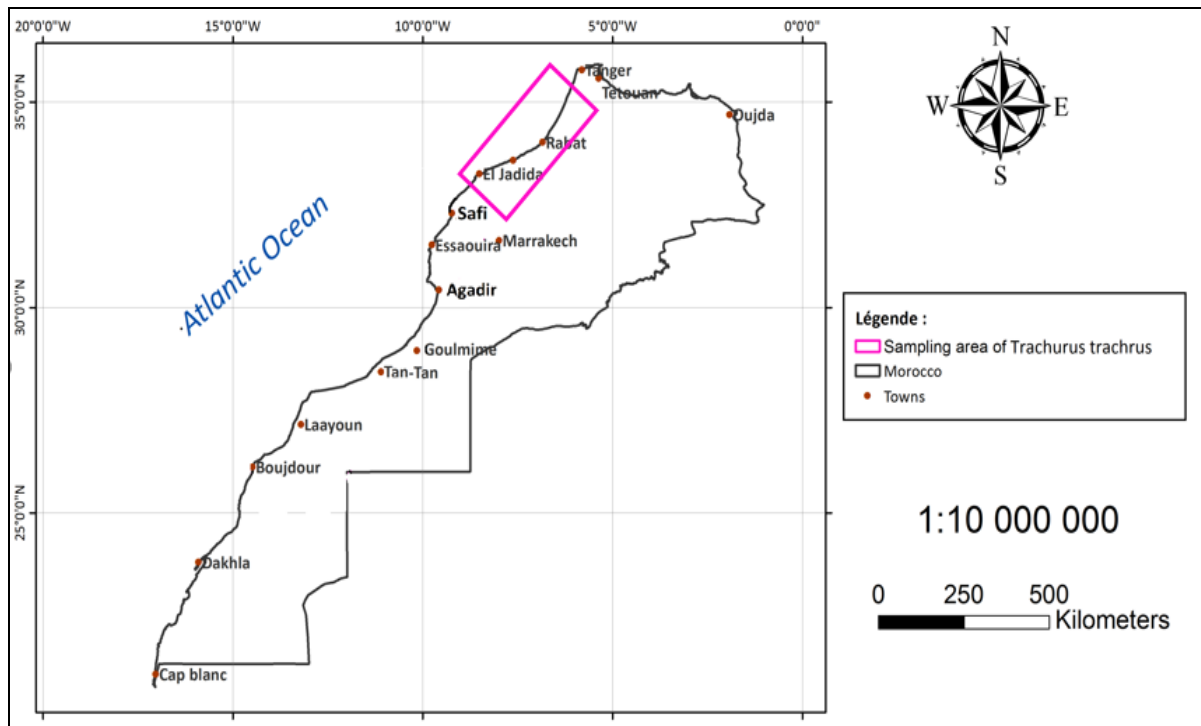 20°0'0"W 15°0'0"W 10°0'0"W 5°0'0"W 0°0'0"
35°0'0"N
30°0'0"N
25°0'0"N
Tanger
Tetouan
Oujda
Rabat
El Jadida
Safi
Essaouira
Marrakech
Agadir
Goulmime
Tan-Tan
Laayoun
Boujdour
Dakhla
Cap blanc
Atlantic Ocean
N
W E
S
Légende :
Sampling area of Trachurus trachrus
Morocco
Towns
1:10 000 000
0 250 500
Kilometers